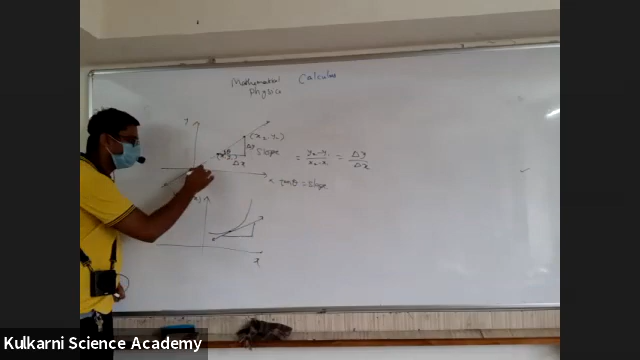 Mathematical Calculus
Physics
y
(x₂, y₂)
Δy
Slope = y₂-y₁/x₂-x₁ = Δy/Δx
Δx
tanθ = Slope
x
Kulkarni Science Academy